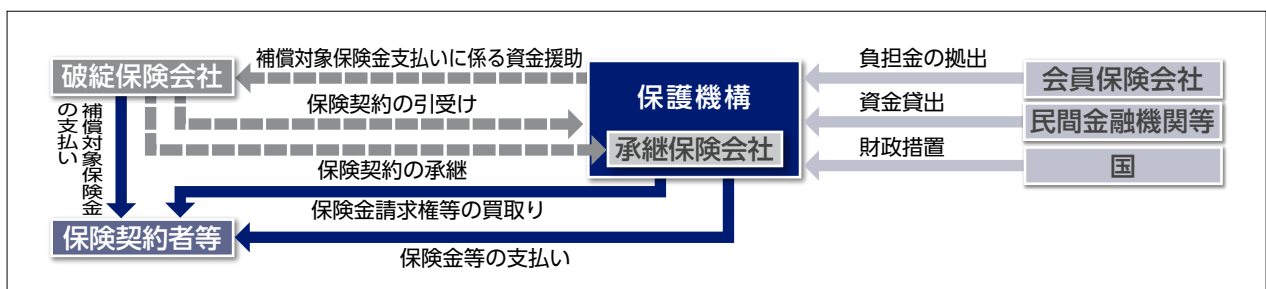 破綻保険会社
補償対象保険金支払いに係る資金援助
保険契約の引受け
保険契約の承継
補償対象保険金
の支払い
保険契約者等
保険金請求権等の買取り
保険金等の支払い
保護機構
承継保険会社
負担金の拠出
会員保険会社
資金貸出
民間金融機関等
財政措置
国